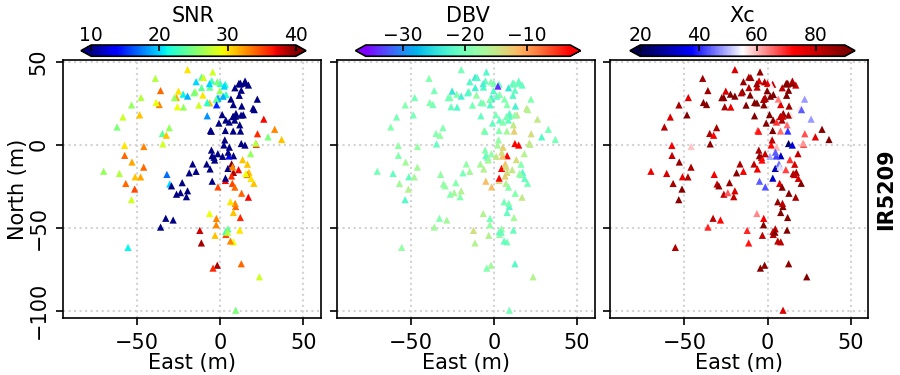 SNR DBV Xc
10 20 30 40 −30 −20 −10 20 40 60 80
50
0
−50
−100
North (m)
IR5209
−50 0 50 −50 0 50 −50 0 50
East (m) East (m) East (m)